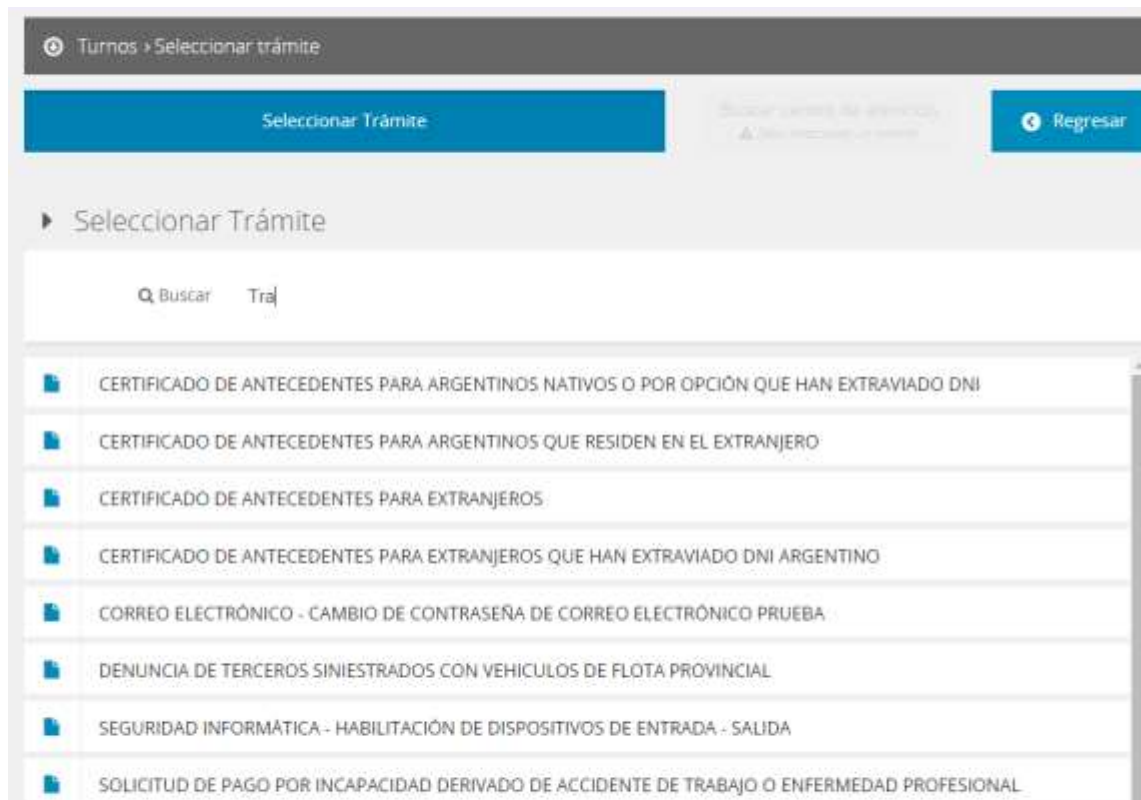 Turnos › Seleccionar trámite
Seleccionar Trámite
Regresar
Seleccionar Trámite
Buscar Tra
CERTIFICADO DE ANTECEDENTES PARA ARGENTINOS NATIVOS O POR OPCIÓN QUE HAN EXTRAVIADO DNI
CERTIFICADO DE ANTECEDENTES PARA ARGENTINOS QUE RESIDEN EN EL EXTRANJERO
CERTIFICADO DE ANTECEDENTES PARA EXTRANJEROS
CERTIFICADO DE ANTECEDENTES PARA EXTRANJEROS QUE HAN EXTRAVIADO DNI ARGENTINO
CORREO ELECTRÓNICO - CAMBIO DE CONTRASEÑA DE CORREO ELECTRÓNICO PRUEBA
DENUNCIA DE TERCEROS SINIESTRADOS CON VEHICULOS DE FLOTA PROVINCIAL
SEGURIDAD INFORMÁTICA - HABILITACIÓN DE DISPOSITIVOS DE ENTRADA - SALIDA
SOLICITUD DE PAGO POR INCAPACIDAD DERIVADO DE ACCIDENTE DE TRABAJO O ENFERMEDAD PROFESIONAL